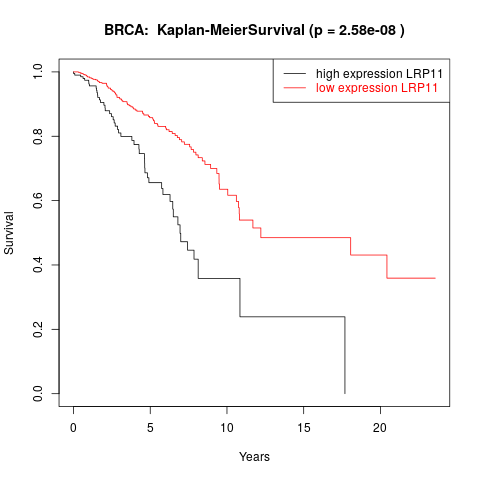 BRCA:  Kaplan-MeierSurvival (p = 2.58e-08 )
high expression LRP11
low expression LRP11
Survival
1.0
0.8
0.6
0.4
0.2
0.0
0 5 10 15 20
Years